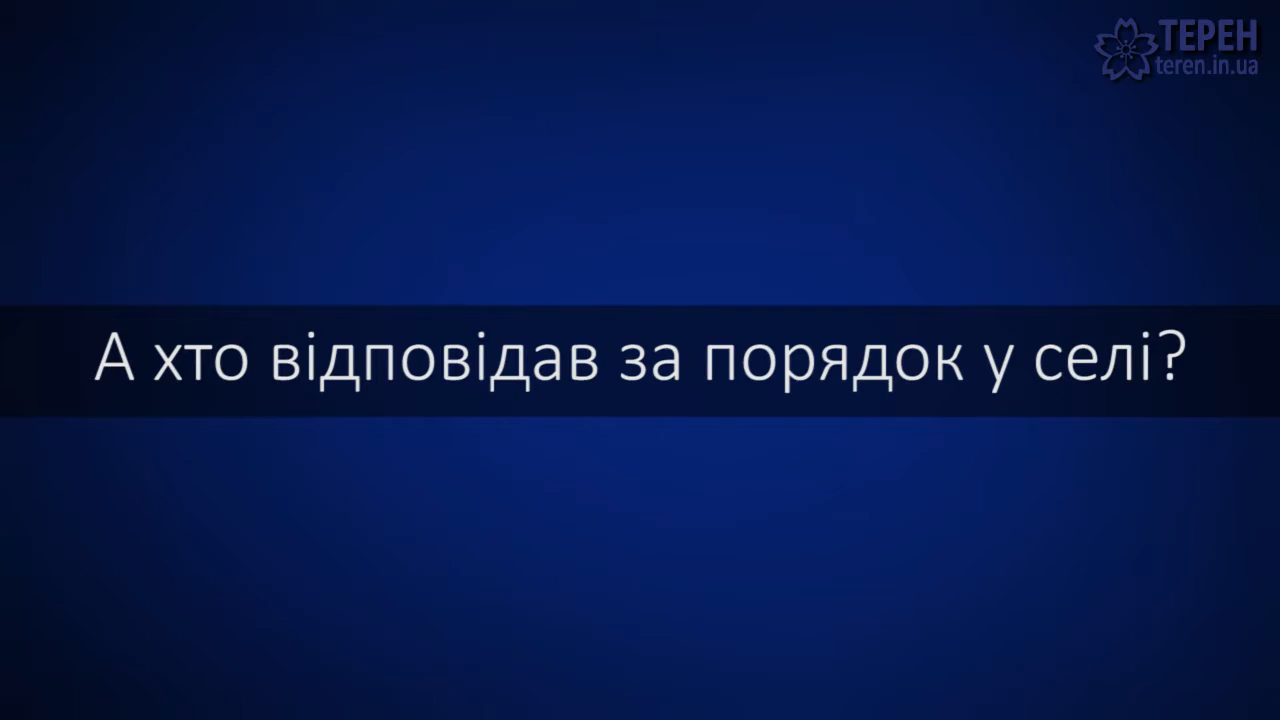 ТЕРЕН
teren.in.ua
А хто відповідав за порядок у селі?